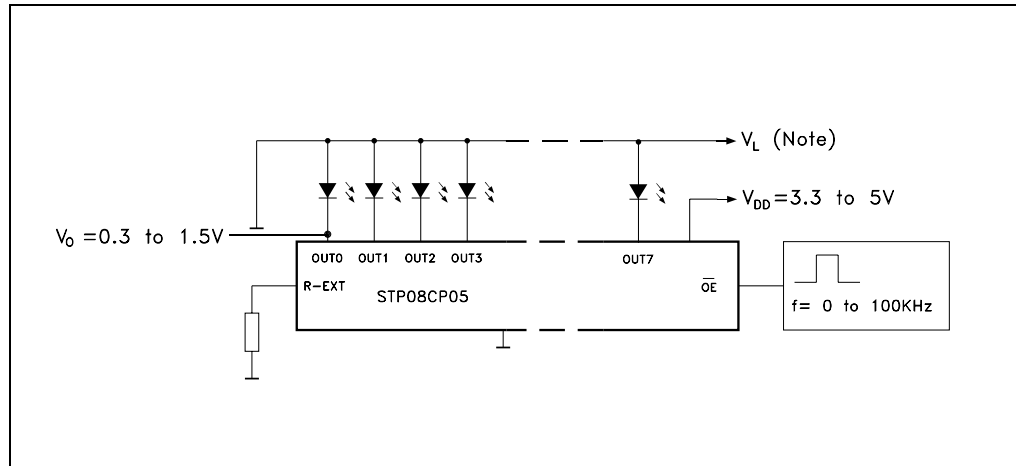 V_L (Note)
V_DD=3.3 to 5V
V_O =0.3 to 1.5V
OUT0 OUT1 OUT2 OUT3 OUT7
R-EXT
STP08CP05
O̅E̅
f= 0 to 100KHz